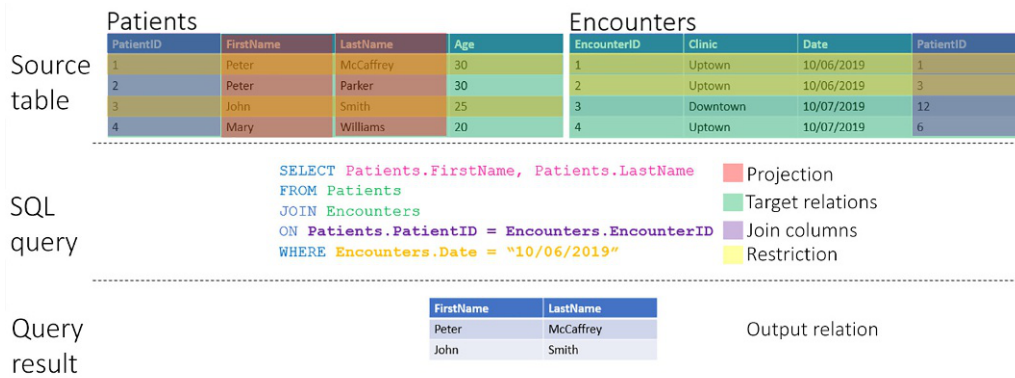 Patients Encounters
PatientID FirstName LastName Age EncounterID Clinic Date PatientID
Source table
1 Peter McCaffrey 30 1 Uptown 10/06/2019 1
2 Peter Parker 30 2 Uptown 10/06/2019 3
3 John Smith 25 3 Downtown 10/07/2019 12
4 Mary Williams 20 4 Uptown 10/07/2019 6
SQL query
SELECT Patients.FirstName, Patients.LastName
FROM Patients
JOIN Encounters
ON Patients.PatientID = Encounters.EncounterID
WHERE Encounters.Date = “10/06/2019”
Projection
Target relations
Join columns
Restriction
Query result
FirstName LastName
Peter McCaffrey
John Smith
Output relation